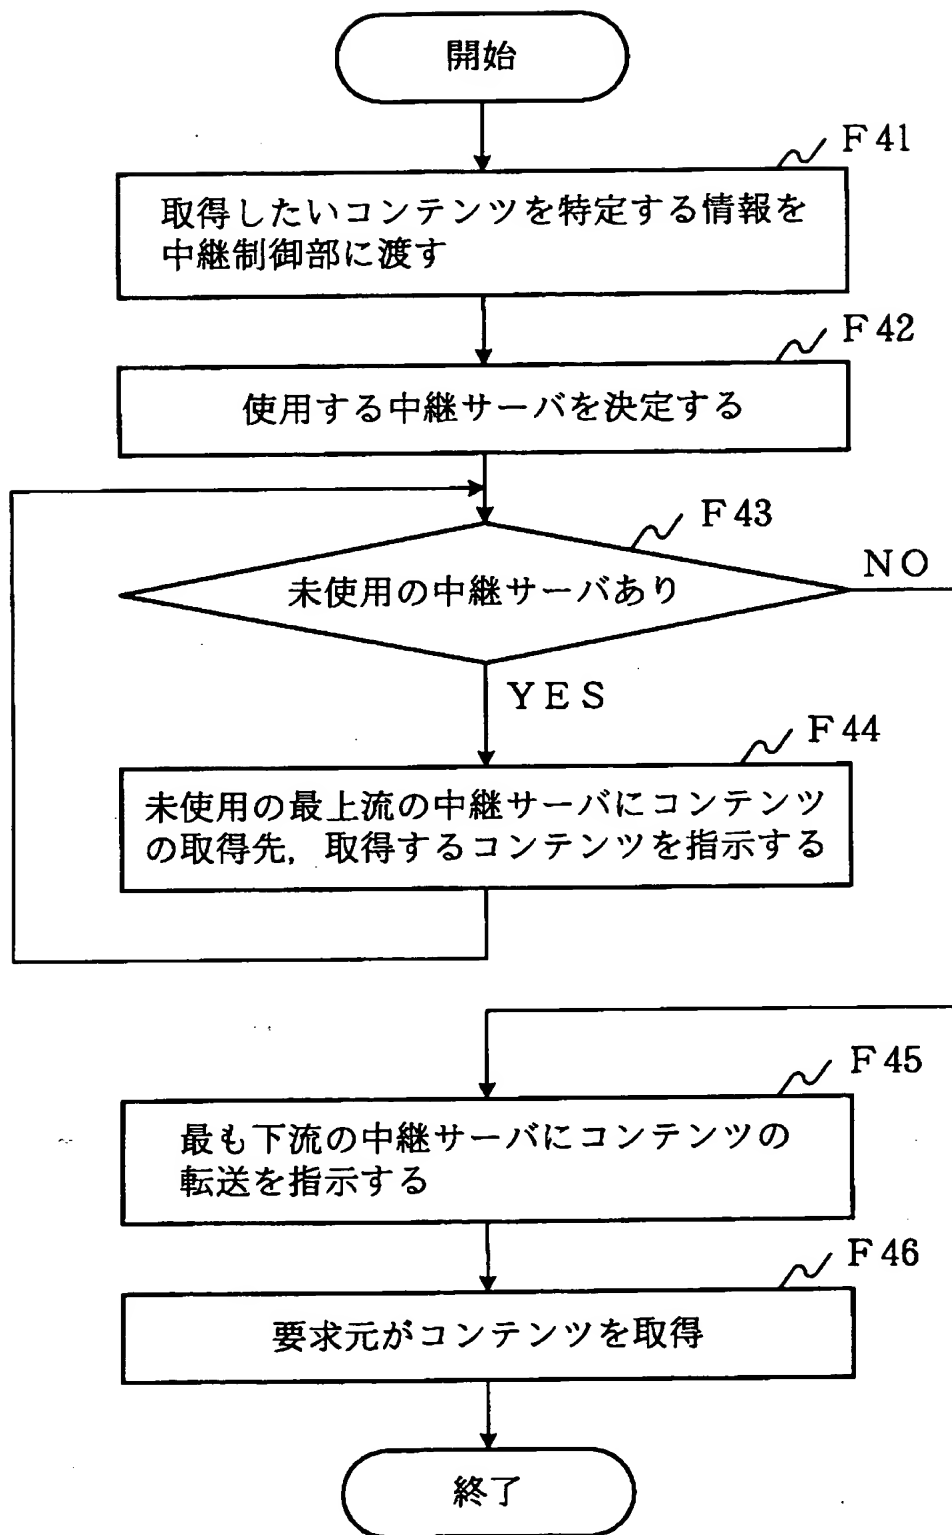 開始
F41
取得したいコンテンツを特定する情報を
中継制御部に渡す
F42
使用する中継サーバを決定する
F43
未使用の中継サーバあり
NO
YES
F44
未使用の最上流の中継サーバにコンテンツ
の取得先，取得するコンテンツを指示する
F45
最も下流の中継サーバにコンテンツの
転送を指示する
F46
要求元がコンテンツを取得
終了